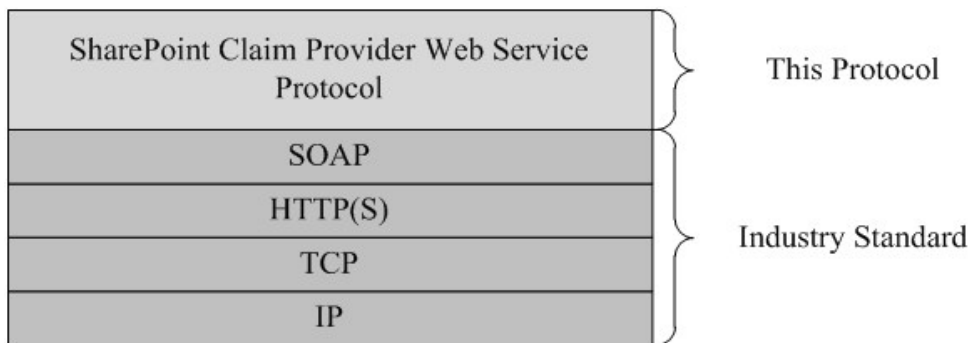 SharePoint Claim Provider Web Service
Protocol
This Protocol
SOAP
HTTP(S)
TCP
IP
Industry Standard